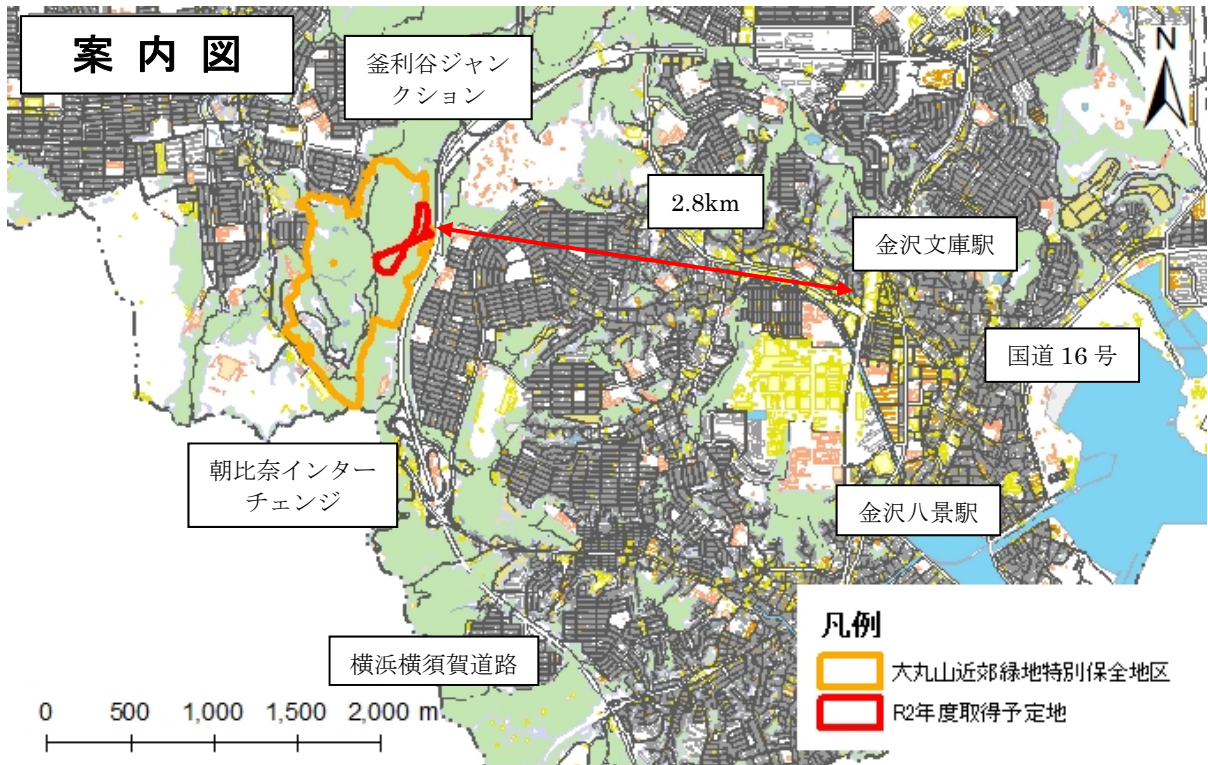 案内図
釜利谷ジャン
クション
N
2.8km
金沢文庫駅
国道 16 号
朝比奈インター
チェンジ
金沢八景駅
横浜横須賀道路
凡例
大丸山近郊緑地特別保全地区
R2年度取得予定地
0 500 1,000 1,500 2,000 m